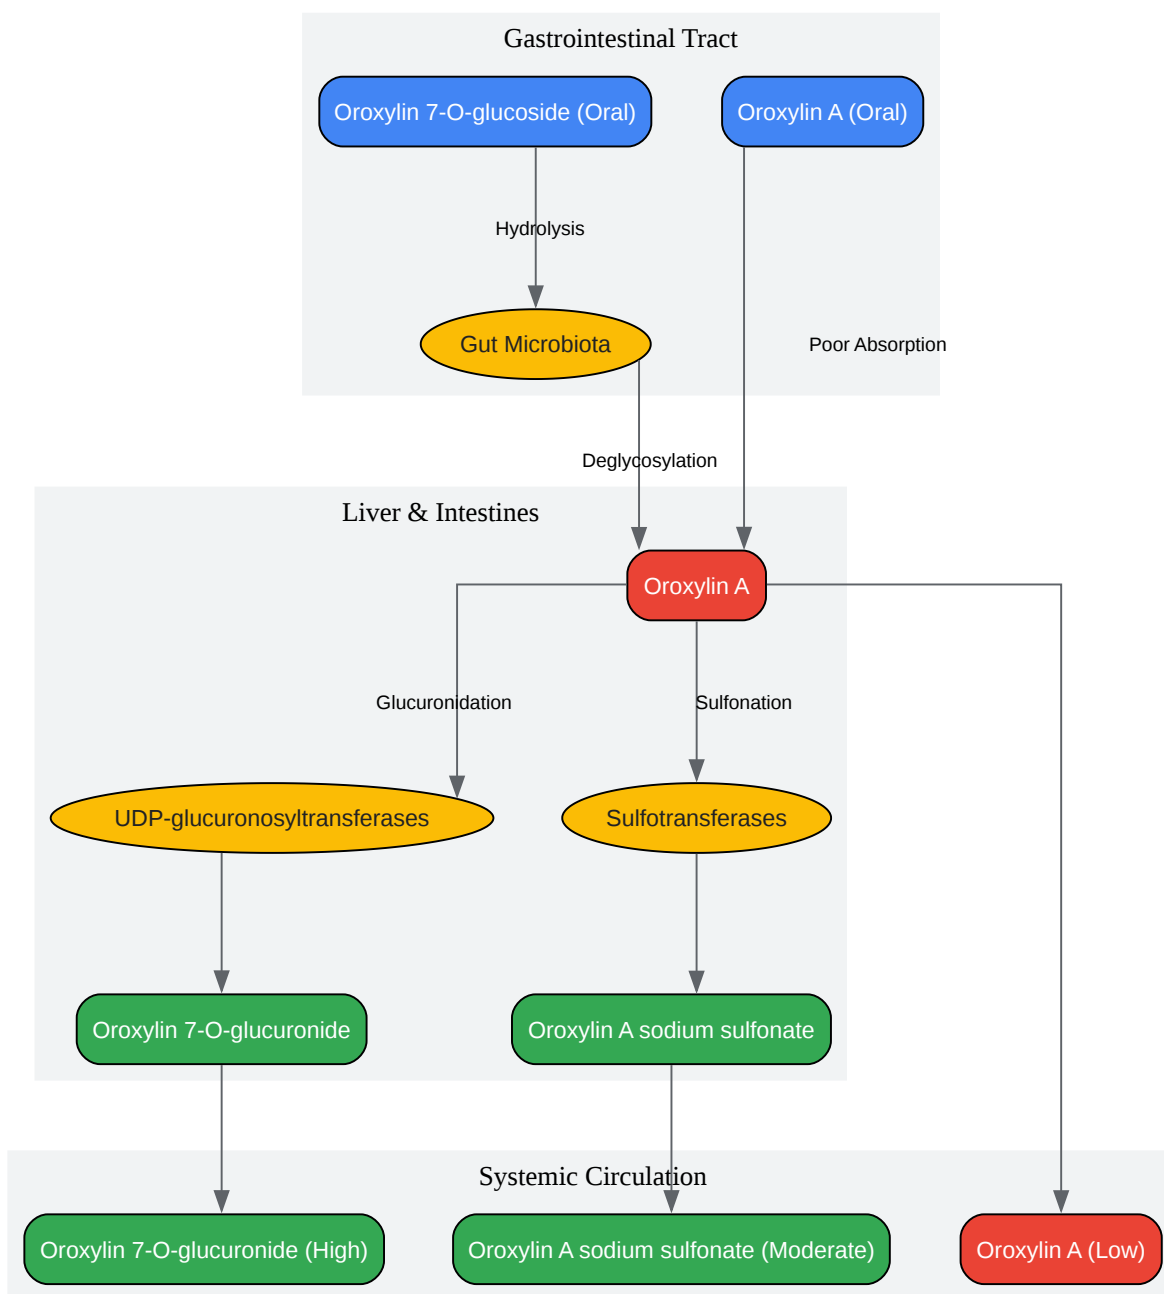 Gastrointestinal Tract
Oroxylin 7-O-glucoside (Oral)
Oroxylin A (Oral)
Hydrolysis
Gut Microbiota
Poor Absorption
Deglycosylation
Liver & Intestines
Oroxylin A
Glucuronidation
Sulfonation
UDP-glucuronosyltransferases
Sulfotransferases
Oroxylin 7-O-glucuronide
Oroxylin A sodium sulfonate
Systemic Circulation
Oroxylin 7-O-glucuronide (High)
Oroxylin A sodium sulfonate (Moderate)
Oroxylin A (Low)